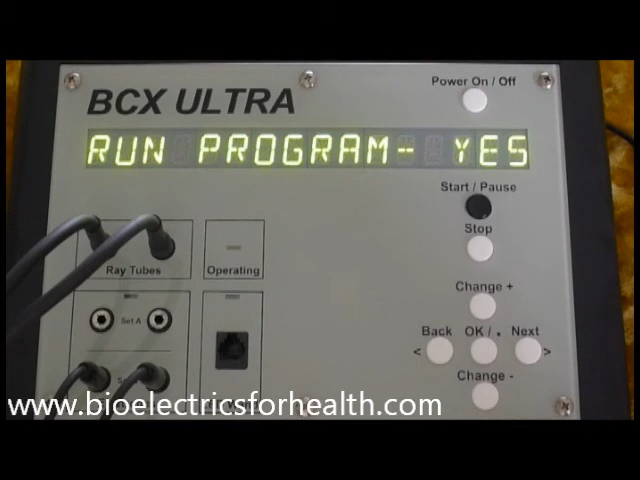 BCX ULTRA
Power On / Off
RUN PROGRAM- YES
Start / Pause
Stop
Ray Tubes
Operating
Change +
Set A
Back OK / . Next
< >
Change -
www.bioelectricsforhealth.com